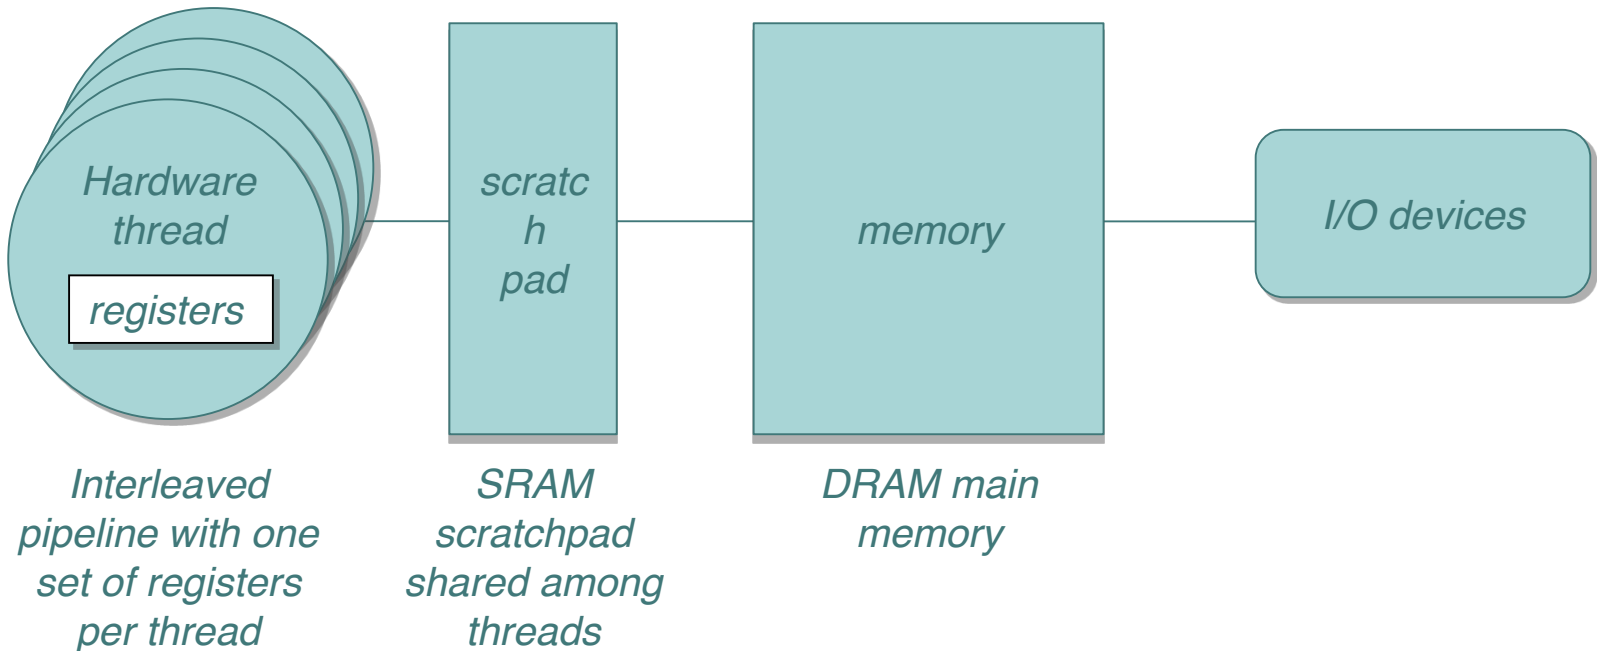 Hardware
thread
registers
scratc
h
pad
memory
I/O devices
Interleaved
pipeline with one
set of registers
per thread
SRAM
scratchpad
shared among
threads
DRAM main
memory